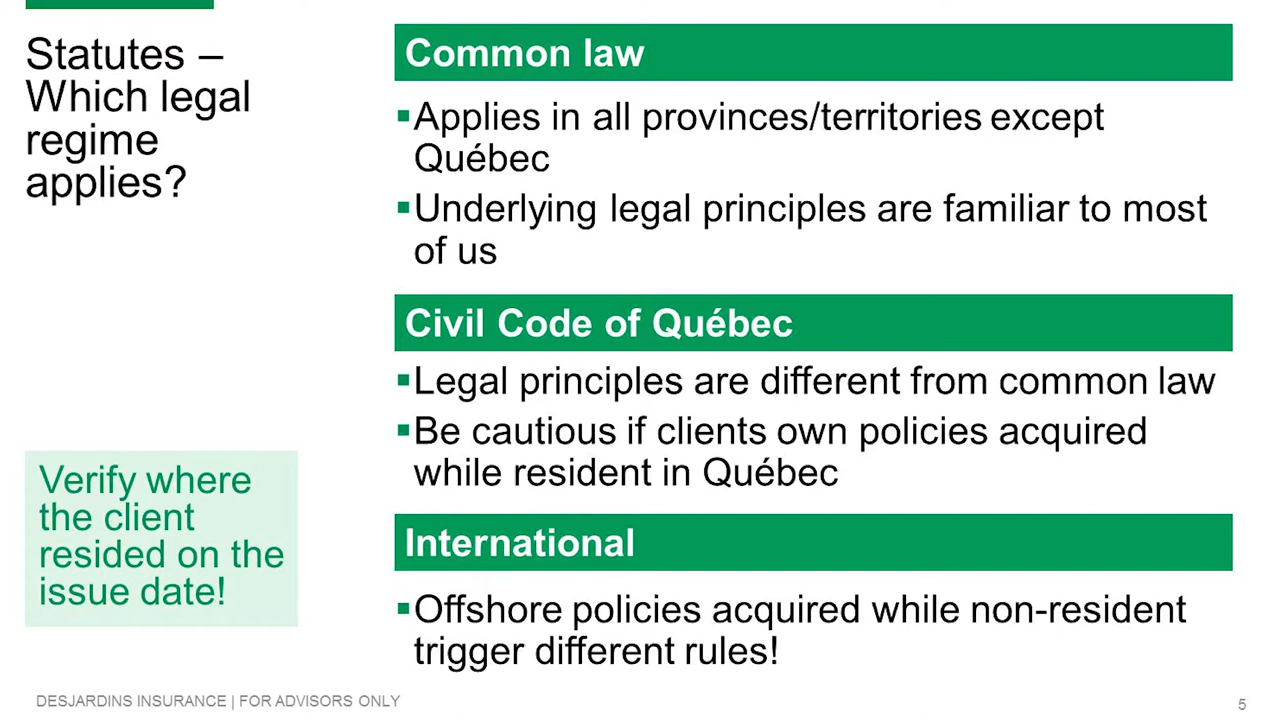 Statutes –
Which legal
regime
applies?
Common law
▪Applies in all provinces/territories except
Québec
▪Underlying legal principles are familiar to most
of us
Civil Code of Québec
▪Legal principles are different from common law
▪Be cautious if clients own policies acquired
while resident in Québec
Verify where
the client
resided on the
issue date!
International
▪Offshore policies acquired while non-resident
trigger different rules!
DESJARDINS INSURANCE | FOR ADVISORS ONLY
5